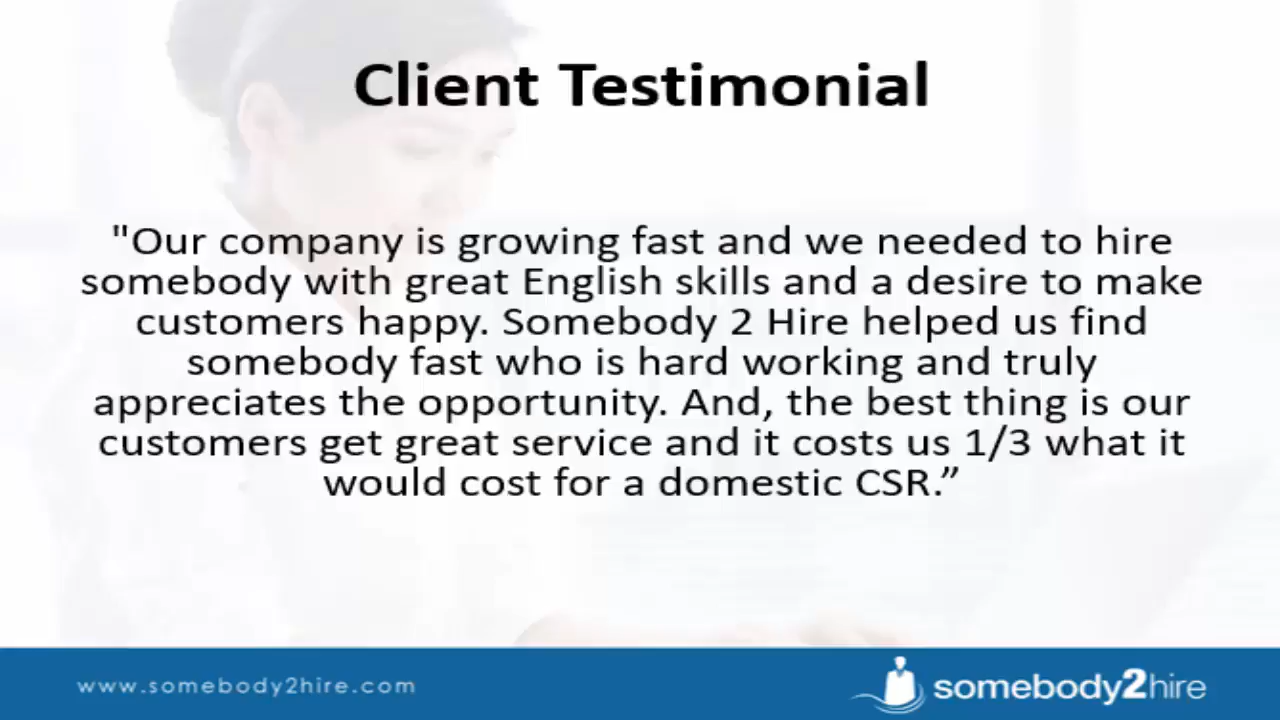 Client Testimonial
"Our company is growing fast and we needed to hire
somebody with great English skills and a desire to make
customers happy. Somebody 2 Hire helped us find
somebody fast who is hard working and truly
appreciates the opportunity. And, the best thing is our
customers get great service and it costs us 1/3 what it
would cost for a domestic CSR.”
www.somebody2hire.com
somebody2hire